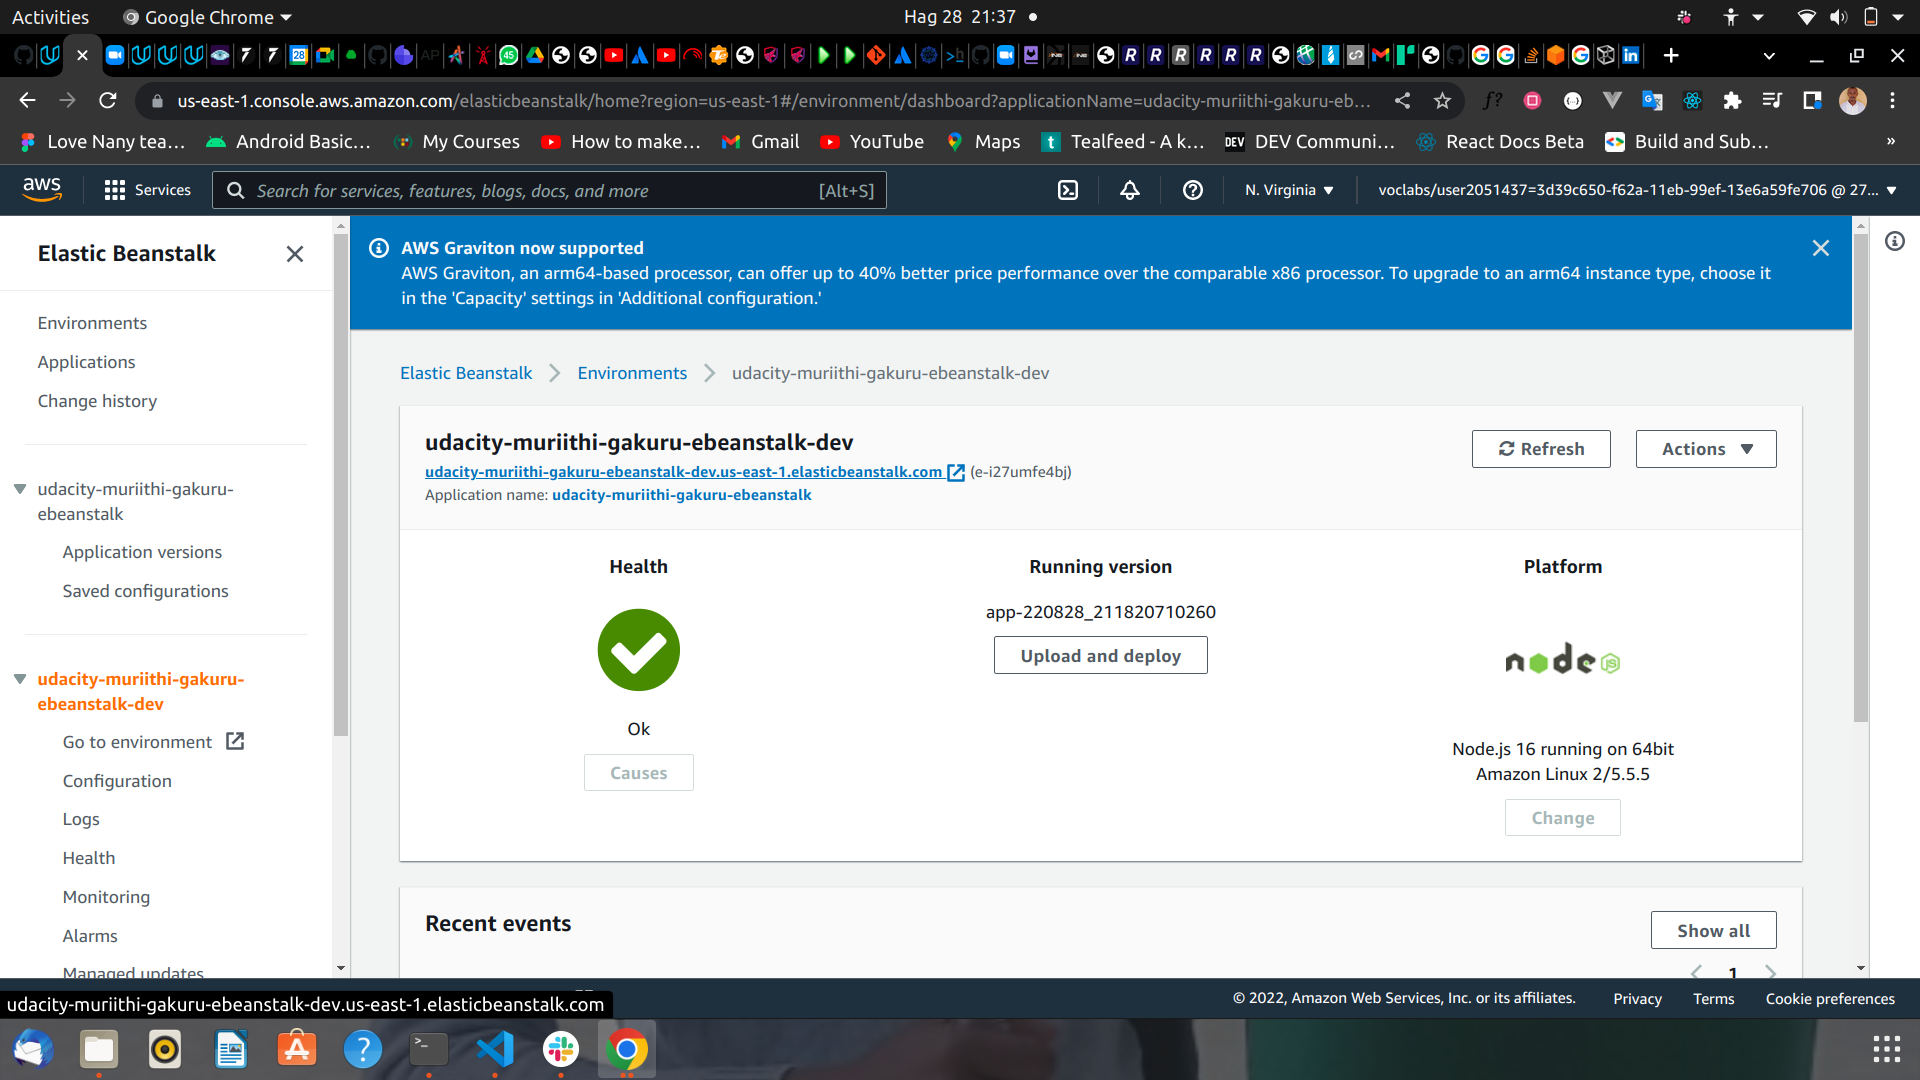 Activities
Google Chrome
Hag 28 21:37
us-east-1.console.aws.amazon.com/elasticbeanstalk/home?region=us-east-1#/environment/dashboard?applicationName=udacity-muriithi-gakuru-eb...
Love Nany tea...
Android Basic...
My Courses
How to make...
Gmail
YouTube
Maps
Tealfeed - A k...
DEV Communi...
React Docs Beta
Build and Sub...
»
aws
Services
Search for services, features, blogs, docs, and more
[Alt+S]
N. Virginia
voclabs/user2051437=3d39c650-f62a-11eb-99ef-13e6a59fe706 @ 27...
Elastic Beanstalk
Environments
Applications
Change history
udacity-muriithi-gakuru-
ebeanstalk
Application versions
Saved configurations
udacity-muriithi-gakuru-
ebeanstalk-dev
Go to environment
Configuration
Logs
Health
Monitoring
Alarms
Managed updates
AWS Graviton now supported
AWS Graviton, an arm64-based processor, can offer up to 40% better price performance over the comparable x86 processor. To upgrade to an arm64 instance type, choose it
in the 'Capacity' settings in 'Additional configuration.'
Elastic Beanstalk
Environments
udacity-muriithi-gakuru-ebeanstalk-dev
udacity-muriithi-gakuru-ebeanstalk-dev
udacity-muriithi-gakuru-ebeanstalk-dev.us-east-1.elasticbeanstalk.com (e-i27umfe4bj)
Application name: udacity-muriithi-gakuru-ebeanstalk
Refresh
Actions
Health
Ok
Causes
Running version
app-220828_211820710260
Upload and deploy
Platform
node JS
Node.js 16 running on 64bit
Amazon Linux 2/5.5.5
Change
Recent events
Show all
1
udacity-muriithi-gakuru-ebeanstalk-dev.us-east-1.elasticbeanstalk.com
© 2022, Amazon Web Services, Inc. or its affiliates.
Privacy
Terms
Cookie preferences